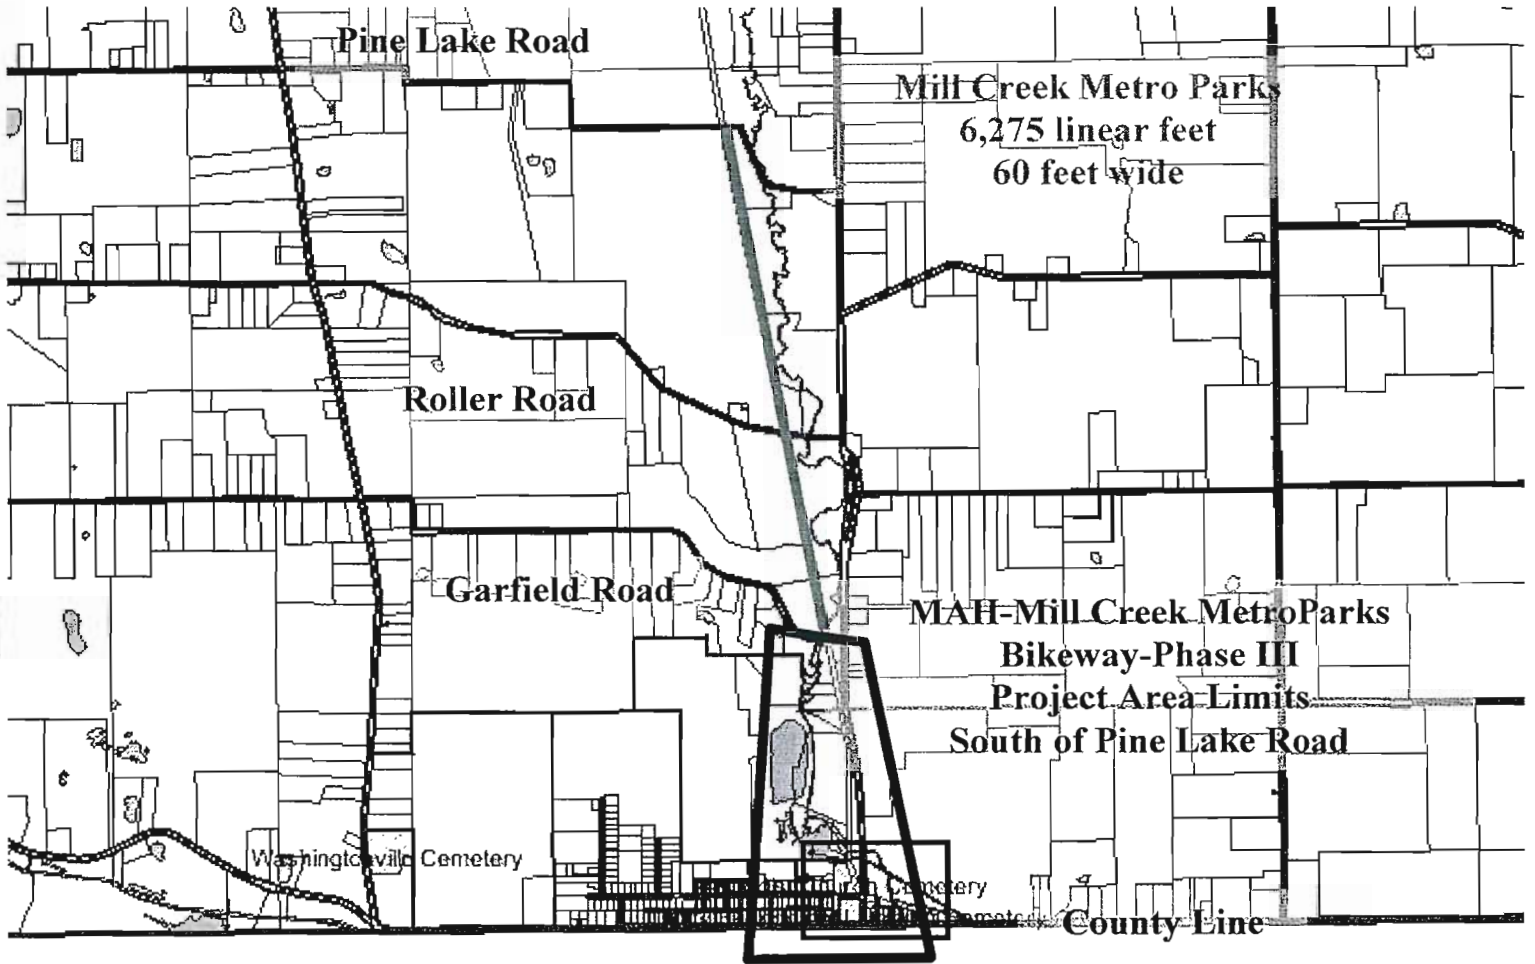 Pine Lake Road
Mill Creek Metro Parks
6,275 linear feet
60 feet wide
Roller Road
Garfield Road
MAH-Mill Creek MetroParks
Bikeway-Phase III
Project Area Limits
South of Pine Lake Road
Washingtonville Cemetery
Cemetery
County Line